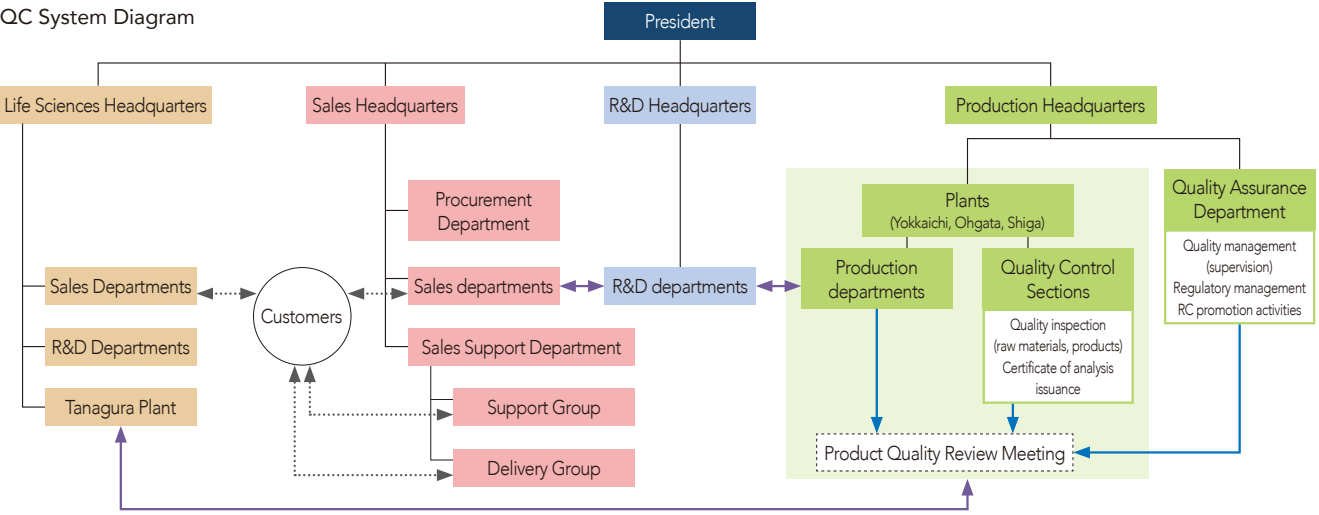 QC System Diagram
President
Life Sciences Headquarters
Sales Headquarters
R&D Headquarters
Production Headquarters
Procurement
Department
Plants
(Yokkaichi, Ohgata, Shiga)
Quality Assurance
Department
Quality management
(supervision)
Regulatory management
RC promotion activities
Sales Departments
Customers
Sales departments
R&D departments
Production
departments
Quality Control
Sections
Quality inspection
(raw materials, products)
Certificate of analysis
issuance
R&D Departments
Sales Support Department
Tanagura Plant
Support Group
Delivery Group
Product Quality Review Meeting